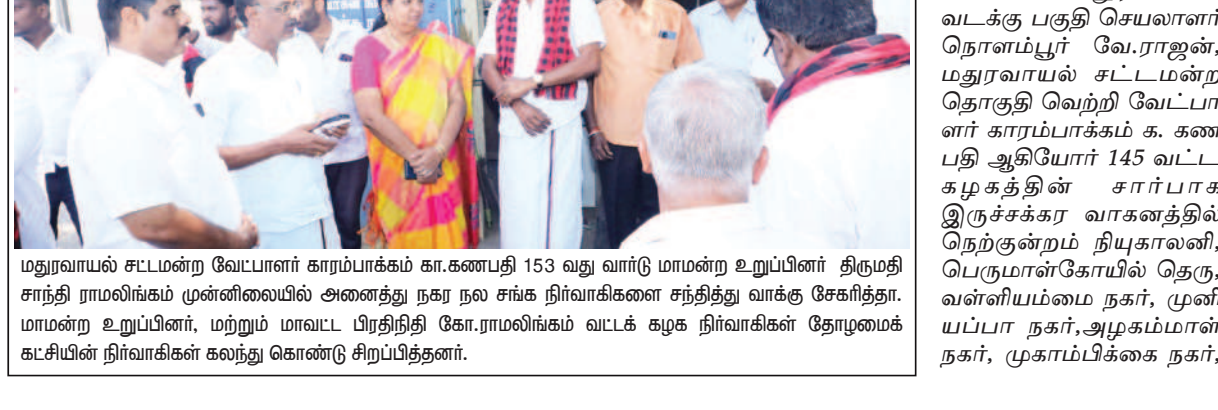 மதுரவாயல் சட்டமன்ற வேட்பாளர் காரம்பாக்கம் கா.கணபதி 153 வது வார்டு மாமன்ற உறுப்பினர் திருமதி
சாந்தி ராமலிங்கம் முன்னிலையில் அனைத்து நகர நல சங்க நிர்வாகிகளை சந்தித்து வாக்கு சேகரித்தா.
மாமன்ற உறுப்பினர், மற்றும் மாவட்ட பிரதிநிதி கோ.ராமலிங்கம் வட்டக் கழக நிர்வாகிகள் தோழமைக்
கட்சியின் நிர்வாகிகள் கலந்து கொண்டு சிறப்பித்தனர்.
வடக்கு பகுதி செயலாளர்
நொளம்பூர் வே.ராஜன்,
மதுரவாயல் சட்டமன்ற
தொகுதி வெற்றி வேட்பா
ளர் காரம்பாக்கம் க. கண
பதி ஆகியோர் 145 வட்ட
கழகத்தின் சார்பாக
இருச்சக்கர வாகனத்தில்
நெற்குன்றம் நியுகாலனி,
பெருமாள்கோயில் தெரு,
வள்ளியம்மை நகர், முனி
யப்பா நகர்,அழகம்மாள்
நகர், முகாம்பிக்கை நகர்,